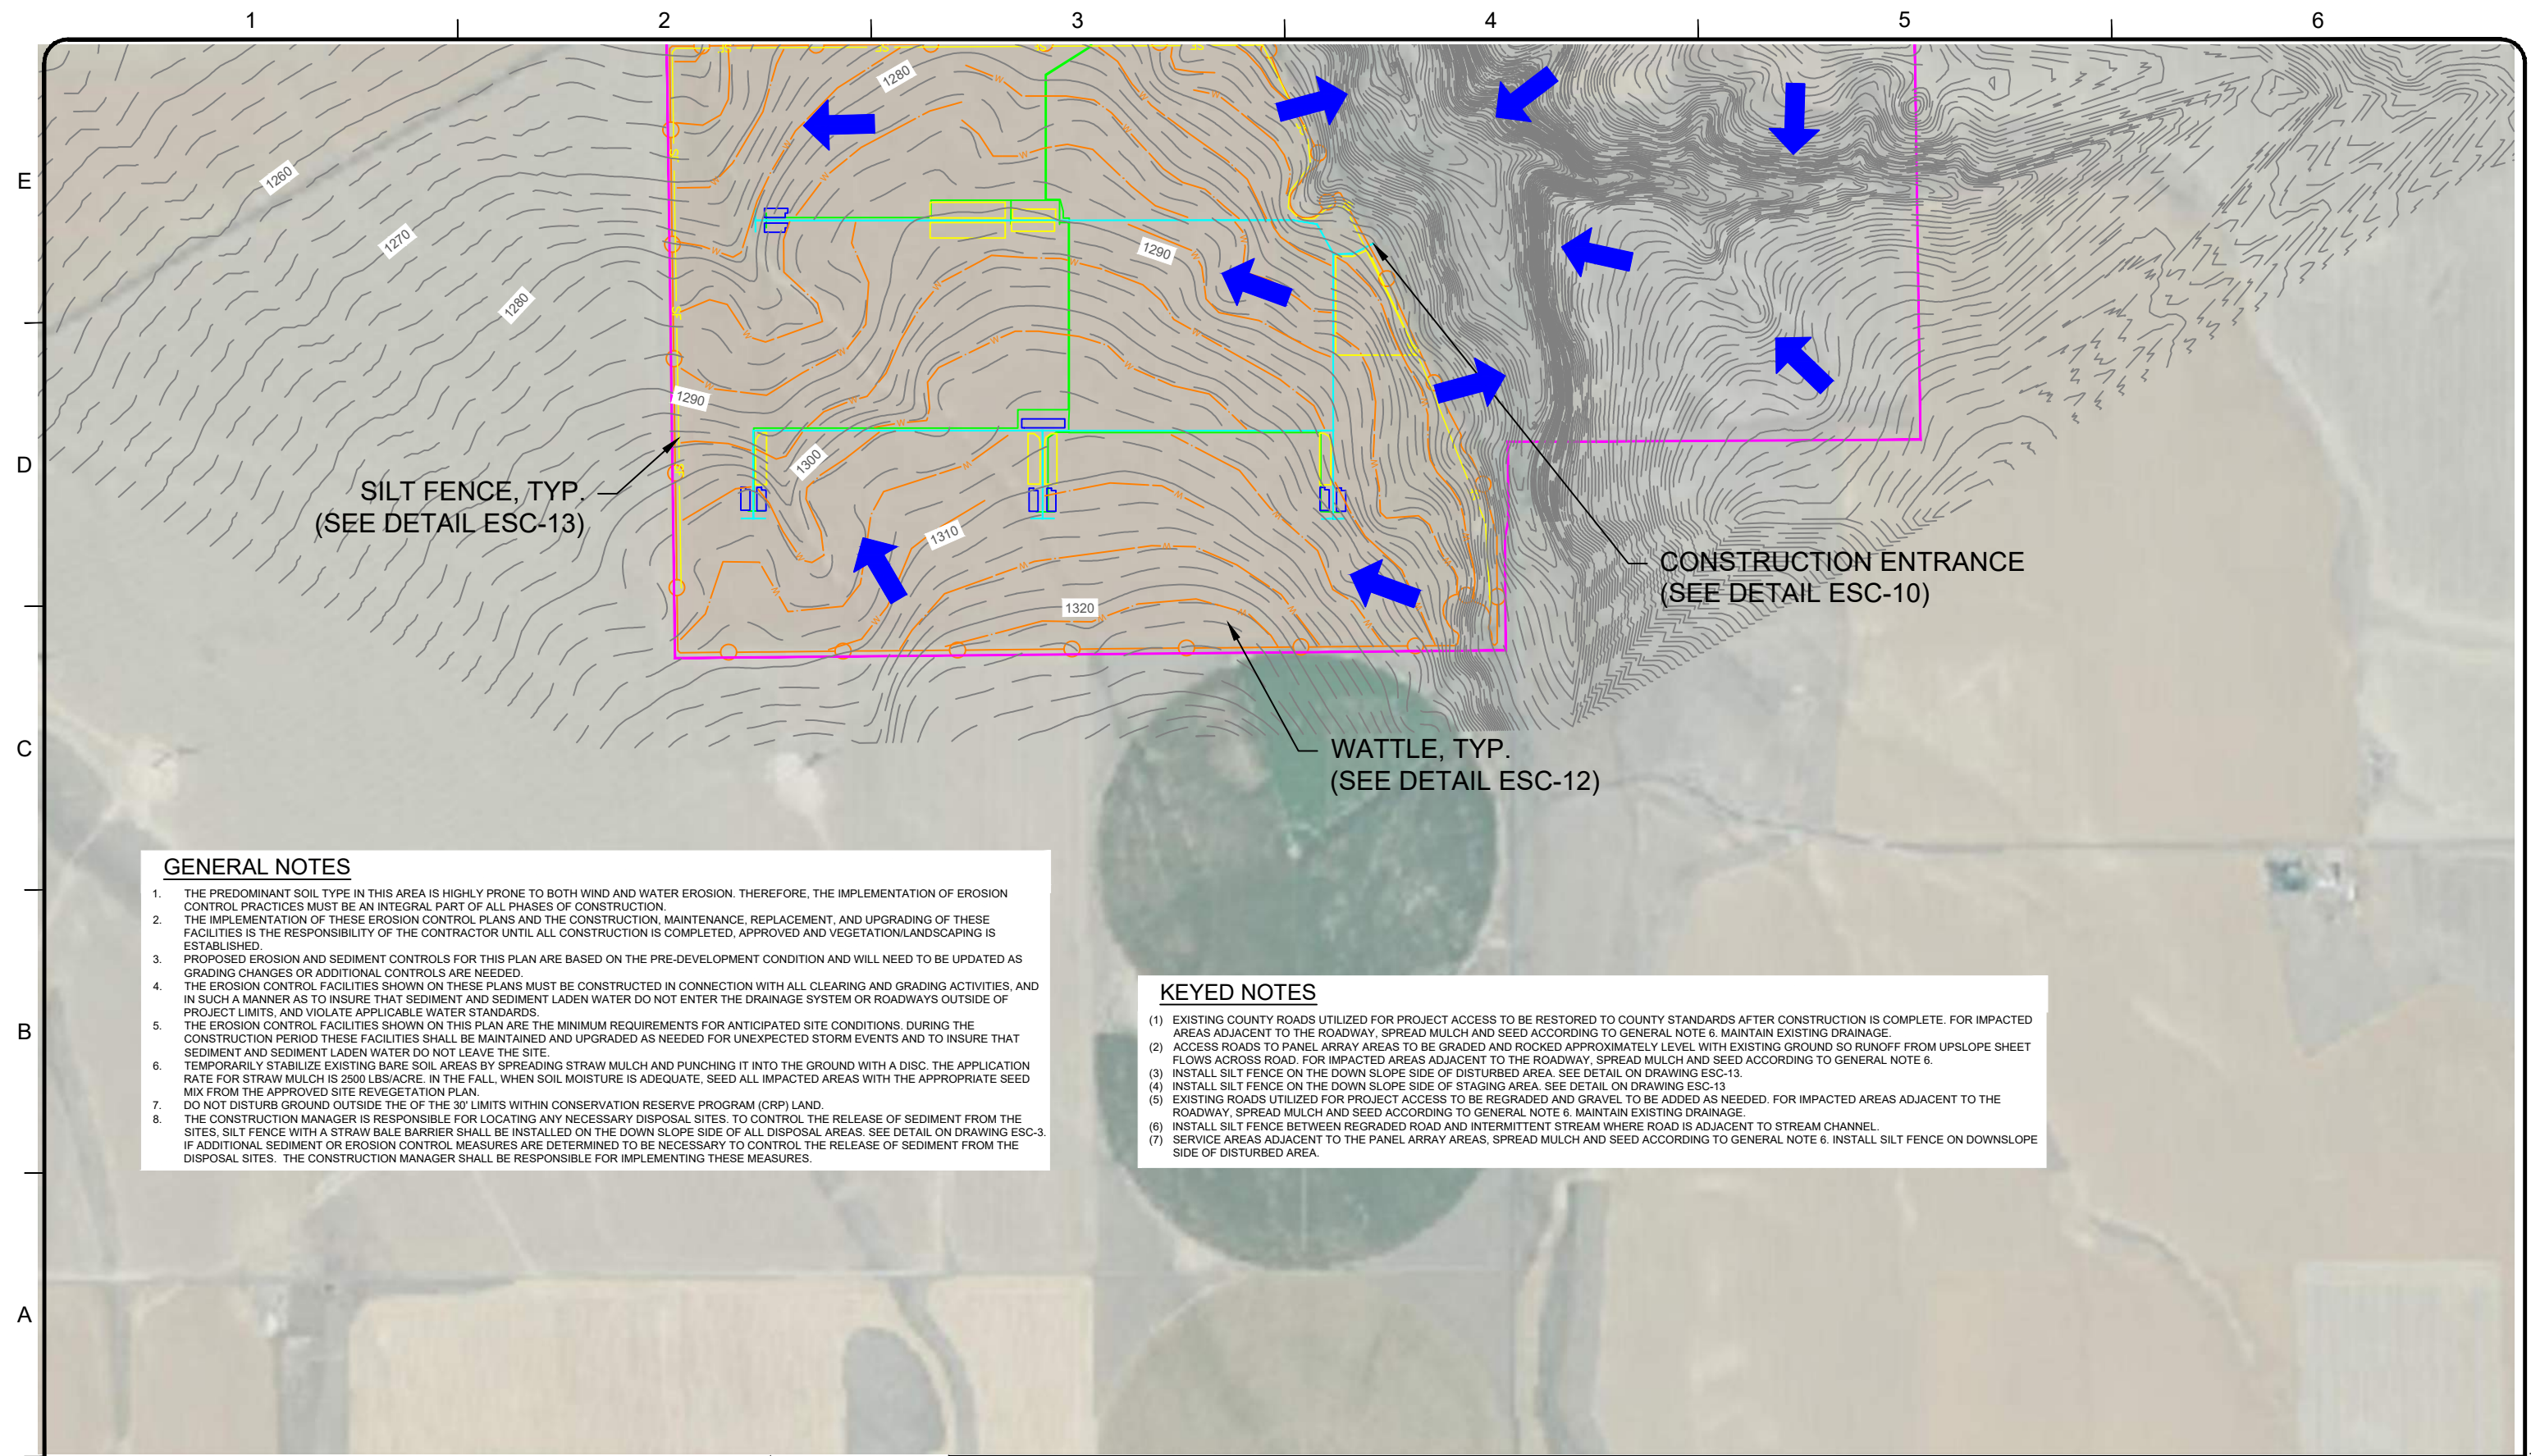 1 2 3 4 5 6
SF SF SF SF
E
D
C
B
A
1280
1260
1270
1280
1290
1290
1300
1310
1320
SF
SF
SF
W W W W W W
SILT FENCE, TYP.
(SEE DETAIL ESC-13)
CONSTRUCTION ENTRANCE
(SEE DETAIL ESC-10)
WATTLE, TYP.
(SEE DETAIL ESC-12)
GENERAL NOTES
1. THE PREDOMINANT SOIL TYPE IN THIS AREA IS HIGHLY PRONE TO BOTH WIND AND WATER EROSION. THEREFORE, THE IMPLEMENTATION OF EROSION
CONTROL PRACTICES MUST BE AN INTEGRAL PART OF ALL PHASES OF CONSTRUCTION.
2. THE IMPLEMENTATION OF THESE EROSION CONTROL PLANS AND THE CONSTRUCTION, MAINTENANCE, REPLACEMENT, AND UPGRADING OF THESE
FACILITIES IS THE RESPONSIBILITY OF THE CONTRACTOR UNTIL ALL CONSTRUCTION IS COMPLETED, APPROVED AND VEGETATION/LANDSCAPING IS
ESTABLISHED.
3. PROPOSED EROSION AND SEDIMENT CONTROLS FOR THIS PLAN ARE BASED ON THE PRE-DEVELOPMENT CONDITION AND WILL NEED TO BE UPDATED AS
GRADING CHANGES OR ADDITIONAL CONTROLS ARE NEEDED.
4. THE EROSION CONTROL FACILITIES SHOWN ON THESE PLANS MUST BE CONSTRUCTED IN CONNECTION WITH ALL CLEARING AND GRADING ACTIVITIES, AND
IN SUCH A MANNER AS TO INSURE THAT SEDIMENT AND SEDIMENT LADEN WATER DO NOT ENTER THE DRAINAGE SYSTEM OR ROADWAYS OUTSIDE OF
PROJECT LIMITS, AND VIOLATE APPLICABLE WATER STANDARDS.
5. THE EROSION CONTROL FACILITIES SHOWN ON THIS PLAN ARE THE MINIMUM REQUIREMENTS FOR ANTICIPATED SITE CONDITIONS. DURING THE
CONSTRUCTION PERIOD THESE FACILITIES SHALL BE MAINTAINED AND UPGRADED AS NEEDED FOR UNEXPECTED STORM EVENTS AND TO INSURE THAT
SEDIMENT AND SEDIMENT LADEN WATER DO NOT LEAVE THE SITE.
6. TEMPORARILY STABILIZE EXISTING BARE SOIL AREAS BY SPREADING STRAW MULCH AND PUNCHING IT INTO THE GROUND WITH A DISC. THE APPLICATION
RATE FOR STRAW MULCH IS 2500 LBS/ACRE. IN THE FALL, WHEN SOIL MOISTURE IS ADEQUATE, SEED ALL IMPACTED AREAS WITH THE APPROPRIATE SEED
MIX FROM THE APPROVED SITE REVEGETATION PLAN.
7. DO NOT DISTURB GROUND OUTSIDE THE OF THE 30' LIMITS WITHIN CONSERVATION RESERVE PROGRAM (CRP) LAND.
8. THE CONSTRUCTION MANAGER IS RESPONSIBLE FOR LOCATING ANY NECESSARY DISPOSAL SITES. TO CONTROL THE RELEASE OF SEDIMENT FROM THE
SITES, SILT FENCE WITH A STRAW BALE BARRIER SHALL BE INSTALLED ON THE DOWN SLOPE SIDE OF ALL DISPOSAL AREAS. SEE DETAIL ON DRAWING ESC-3.
IF ADDITIONAL SEDIMENT OR EROSION CONTROL MEASURES ARE DETERMINED TO BE NECESSARY TO CONTROL THE RELEASE OF SEDIMENT FROM THE
DISPOSAL SITES. THE CONSTRUCTION MANAGER SHALL BE RESPONSIBLE FOR IMPLEMENTING THESE MEASURES.
KEYED NOTES
(1) EXISTING COUNTY ROADS UTILIZED FOR PROJECT ACCESS TO BE RESTORED TO COUNTY STANDARDS AFTER CONSTRUCTION IS COMPLETE. FOR IMPACTED
AREAS ADJACENT TO THE ROADWAY, SPREAD MULCH AND SEED ACCORDING TO GENERAL NOTE 6. MAINTAIN EXISTING DRAINAGE.
(2) ACCESS ROADS TO PANEL ARRAY AREAS TO BE GRADED AND ROCKED APPROXIMATELY LEVEL WITH EXISTING GROUND SO RUNOFF FROM UPSLOPE SHEET
FLOWS ACROSS ROAD. FOR IMPACTED AREAS ADJACENT TO THE ROADWAY, SPREAD MULCH AND SEED ACCORDING TO GENERAL NOTE 6.
(3) INSTALL SILT FENCE ON THE DOWN SLOPE SIDE OF DISTURBED AREA. SEE DETAIL ON DRAWING ESC-13.
(4) INSTALL SILT FENCE ON THE DOWN SLOPE SIDE OF STAGING AREA. SEE DETAIL ON DRAWING ESC-13
(5) EXISTING ROADS UTILIZED FOR PROJECT ACCESS TO BE REGRADED AND GRAVEL TO BE ADDED AS NEEDED. FOR IMPACTED AREAS ADJACENT TO THE
ROADWAY, SPREAD MULCH AND SEED ACCORDING TO GENERAL NOTE 6. MAINTAIN EXISTING DRAINAGE.
(6) INSTALL SILT FENCE BETWEEN REGRADED ROAD AND INTERMITTENT STREAM WHERE ROAD IS ADJACENT TO STREAM CHANNEL.
(7) SERVICE AREAS ADJACENT TO THE PANEL ARRAY AREAS, SPREAD MULCH AND SEED ACCORDING TO GENERAL NOTE 6. INSTALL SILT FENCE ON DOWNSLOPE
SIDE OF DISTURBED AREA.